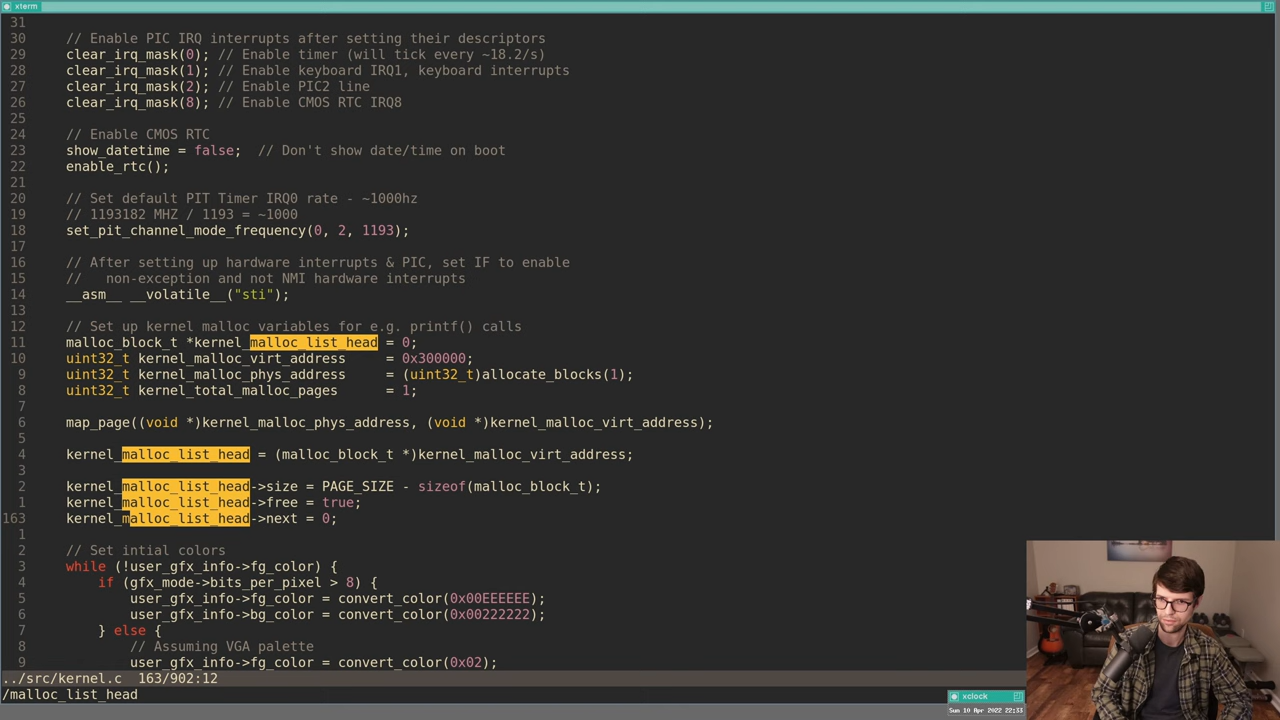 xterm
31
30 // Enable PIC IRQ interrupts after setting their descriptors
29 clear_irq_mask(0); // Enable timer (will tick every ~18.2/s)
28 clear_irq_mask(1); // Enable keyboard IRQ1, keyboard interrupts
27 clear_irq_mask(2); // Enable PIC2 line
26 clear_irq_mask(8); // Enable CMOS RTC IRQ8
25
24 // Enable CMOS RTC
23 show_datetime = false;  // Don't show date/time on boot
22 enable_rtc();
21
20 // Set default PIT Timer IRQ0 rate - ~1000hz
19 // 1193182 MHZ / 1193 = ~1000
18 set_pit_channel_mode_frequency(0, 2, 1193);
17
16 // After setting up hardware interrupts & PIC, set IF to enable
15 //   non-exception and not NMI hardware interrupts
14 __asm__ __volatile__("sti");
13
12 // Set up kernel malloc variables for e.g. printf() calls
11 malloc_block_t *kernel_malloc_list_head = 0;
10 uint32_t kernel_malloc_virt_address     = 0x300000;
9 uint32_t kernel_malloc_phys_address     = (uint32_t)allocate_blocks(1);
8 uint32_t kernel_total_malloc_pages      = 1;
7
6 map_page((void *)kernel_malloc_phys_address, (void *)kernel_malloc_virt_address);
5
4 kernel_malloc_list_head = (malloc_block_t *)kernel_malloc_virt_address;
3
2 kernel_malloc_list_head->size = PAGE_SIZE - sizeof(malloc_block_t);
1 kernel_malloc_list_head->free = true;
163 kernel_malloc_list_head->next = 0;
1
2 // Set intial colors
3 while (!user_gfx_info->fg_color) {
4 if (gfx_mode->bits_per_pixel > 8) {
5 user_gfx_info->fg_color = convert_color(0x00EEEEEE);
6 user_gfx_info->bg_color = convert_color(0x00222222);
7 } else {
8 // Assuming VGA palette
9 user_gfx_info->fg_color = convert_color(0x02);
../src/kernel.c  163/902:12
/malloc_list_head
xclock
Sun 10 Apr 2022 22:33